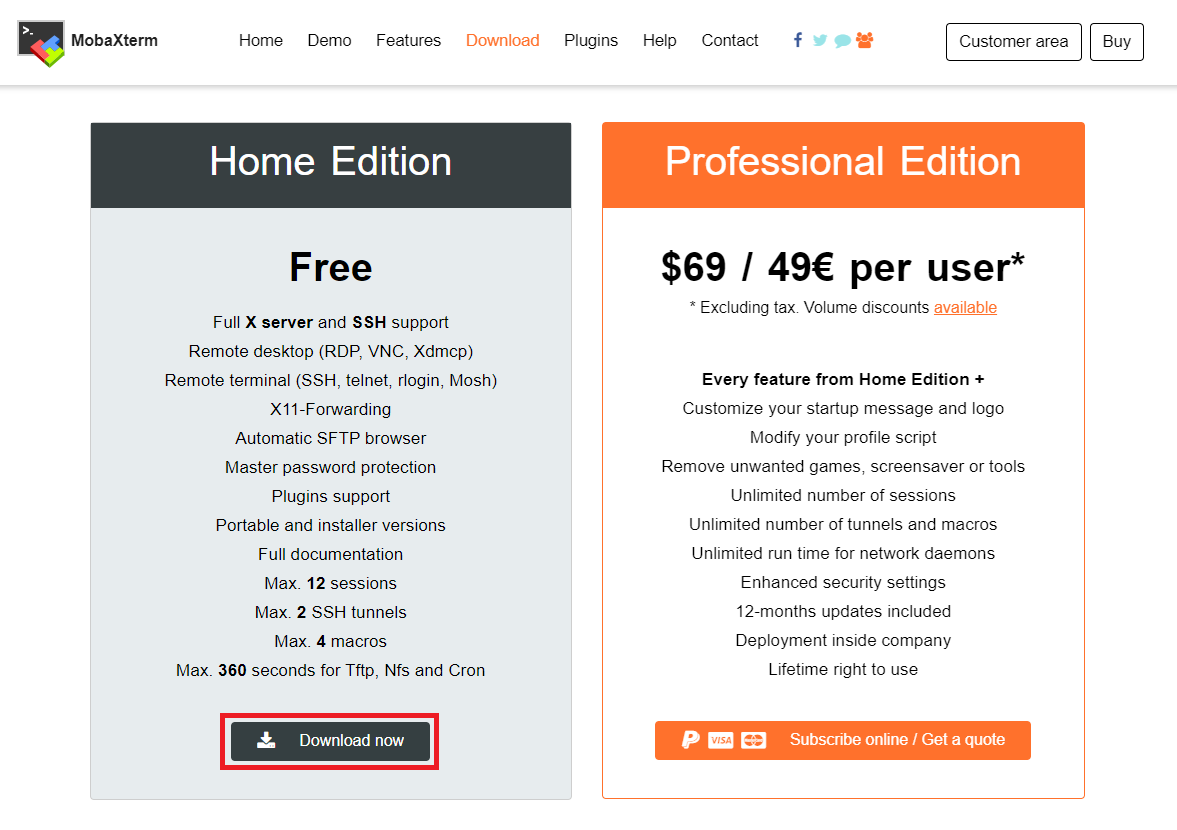 >_
MobaXterm
Home Demo Features Download Plugins Help Contact
Customer area
Buy
Home Edition
Free
Full X server and SSH support
Remote desktop (RDP, VNC, Xdmcp)
Remote terminal (SSH, telnet, rlogin, Mosh)
X11-Forwarding
Automatic SFTP browser
Master password protection
Plugins support
Portable and installer versions
Full documentation
Max. 12 sessions
Max. 2 SSH tunnels
Max. 4 macros
Max. 360 seconds for Tftp, Nfs and Cron
Download now
Professional Edition
$69 / 49€ per user*
* Excluding tax. Volume discounts available
Every feature from Home Edition +
Customize your startup message and logo
Modify your profile script
Remove unwanted games, screensaver or tools
Unlimited number of sessions
Unlimited number of tunnels and macros
Unlimited run time for network daemons
Enhanced security settings
12-months updates included
Deployment inside company
Lifetime right to use
VISA Subscribe online / Get a quote